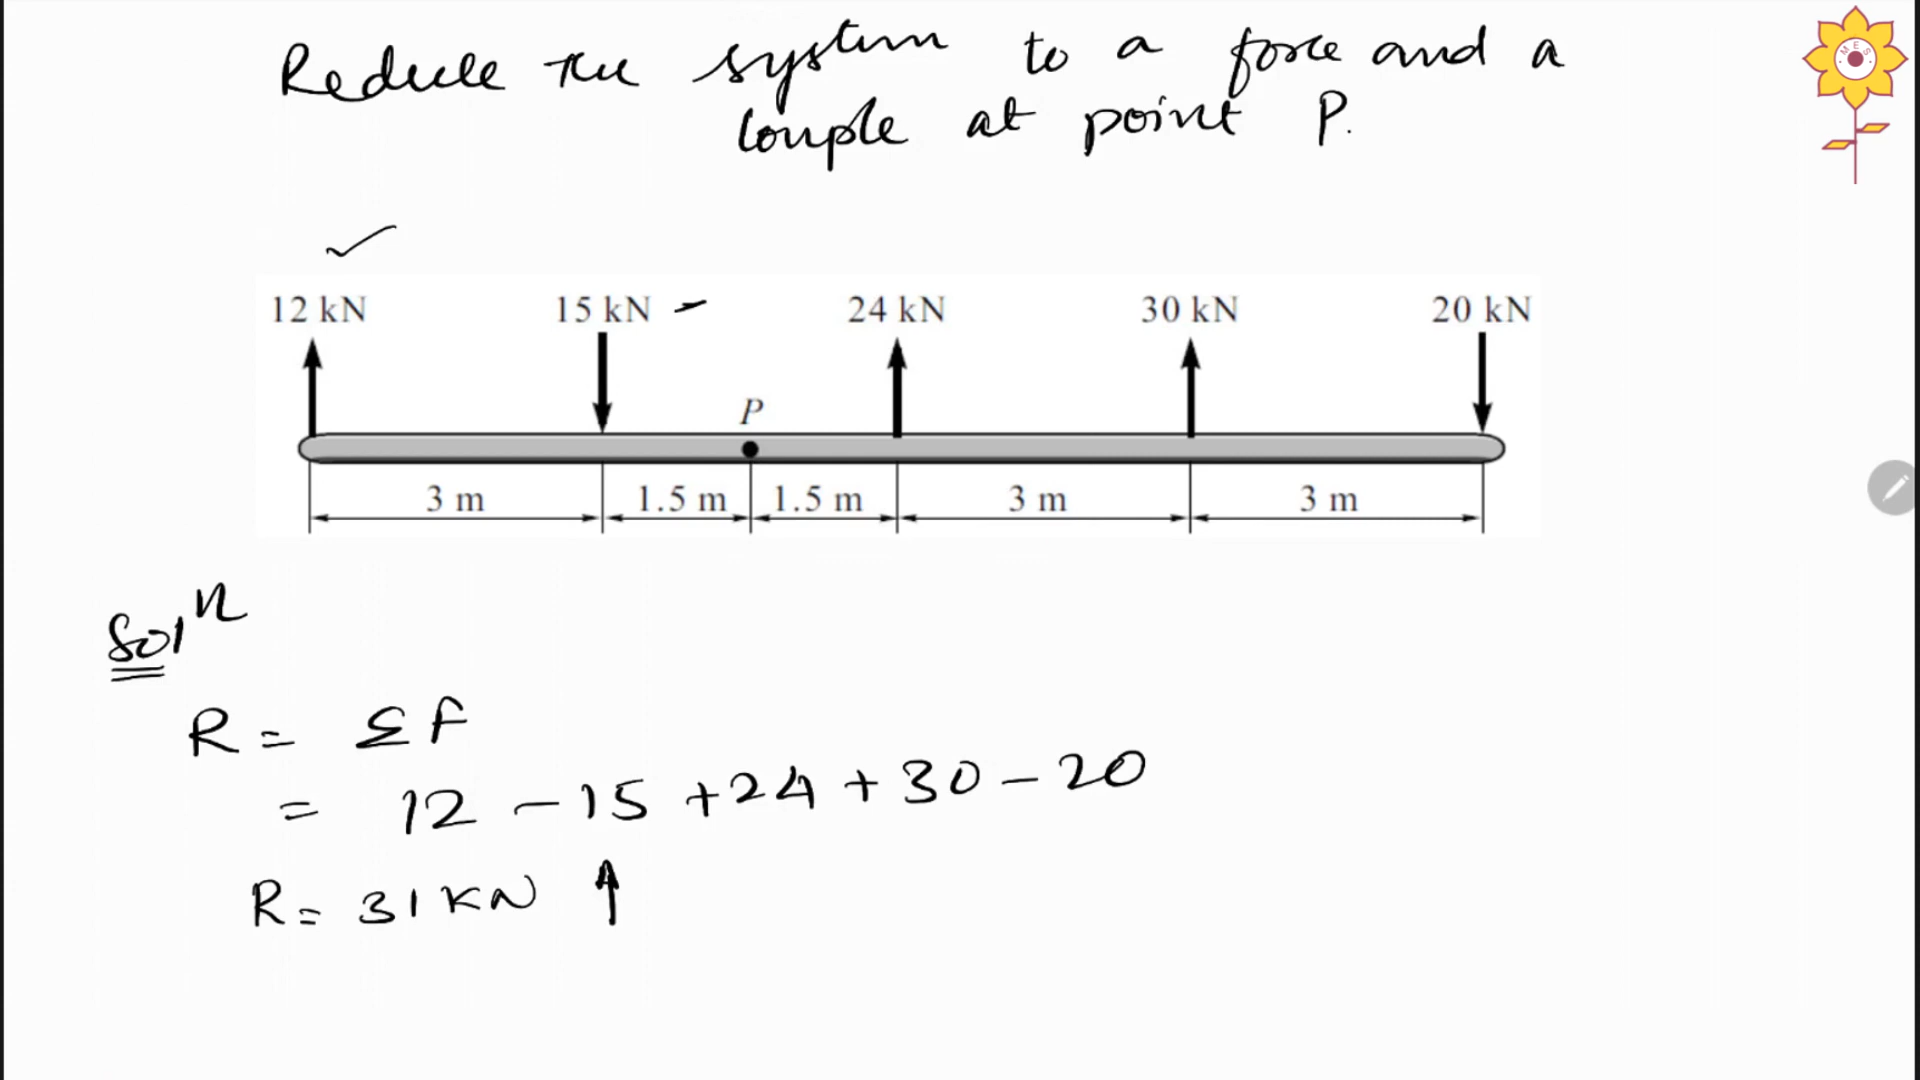 Reduce the system to a force and a
couple at point P.
MES
12 kN 15 kN - 24 kN 30 kN 20 kN
P
3 m 1.5 m 1.5 m 3 m 3 m
Solⁿ
R = ΣF
= 12 - 15 + 24 + 30 - 20
R = 31 KN ↑